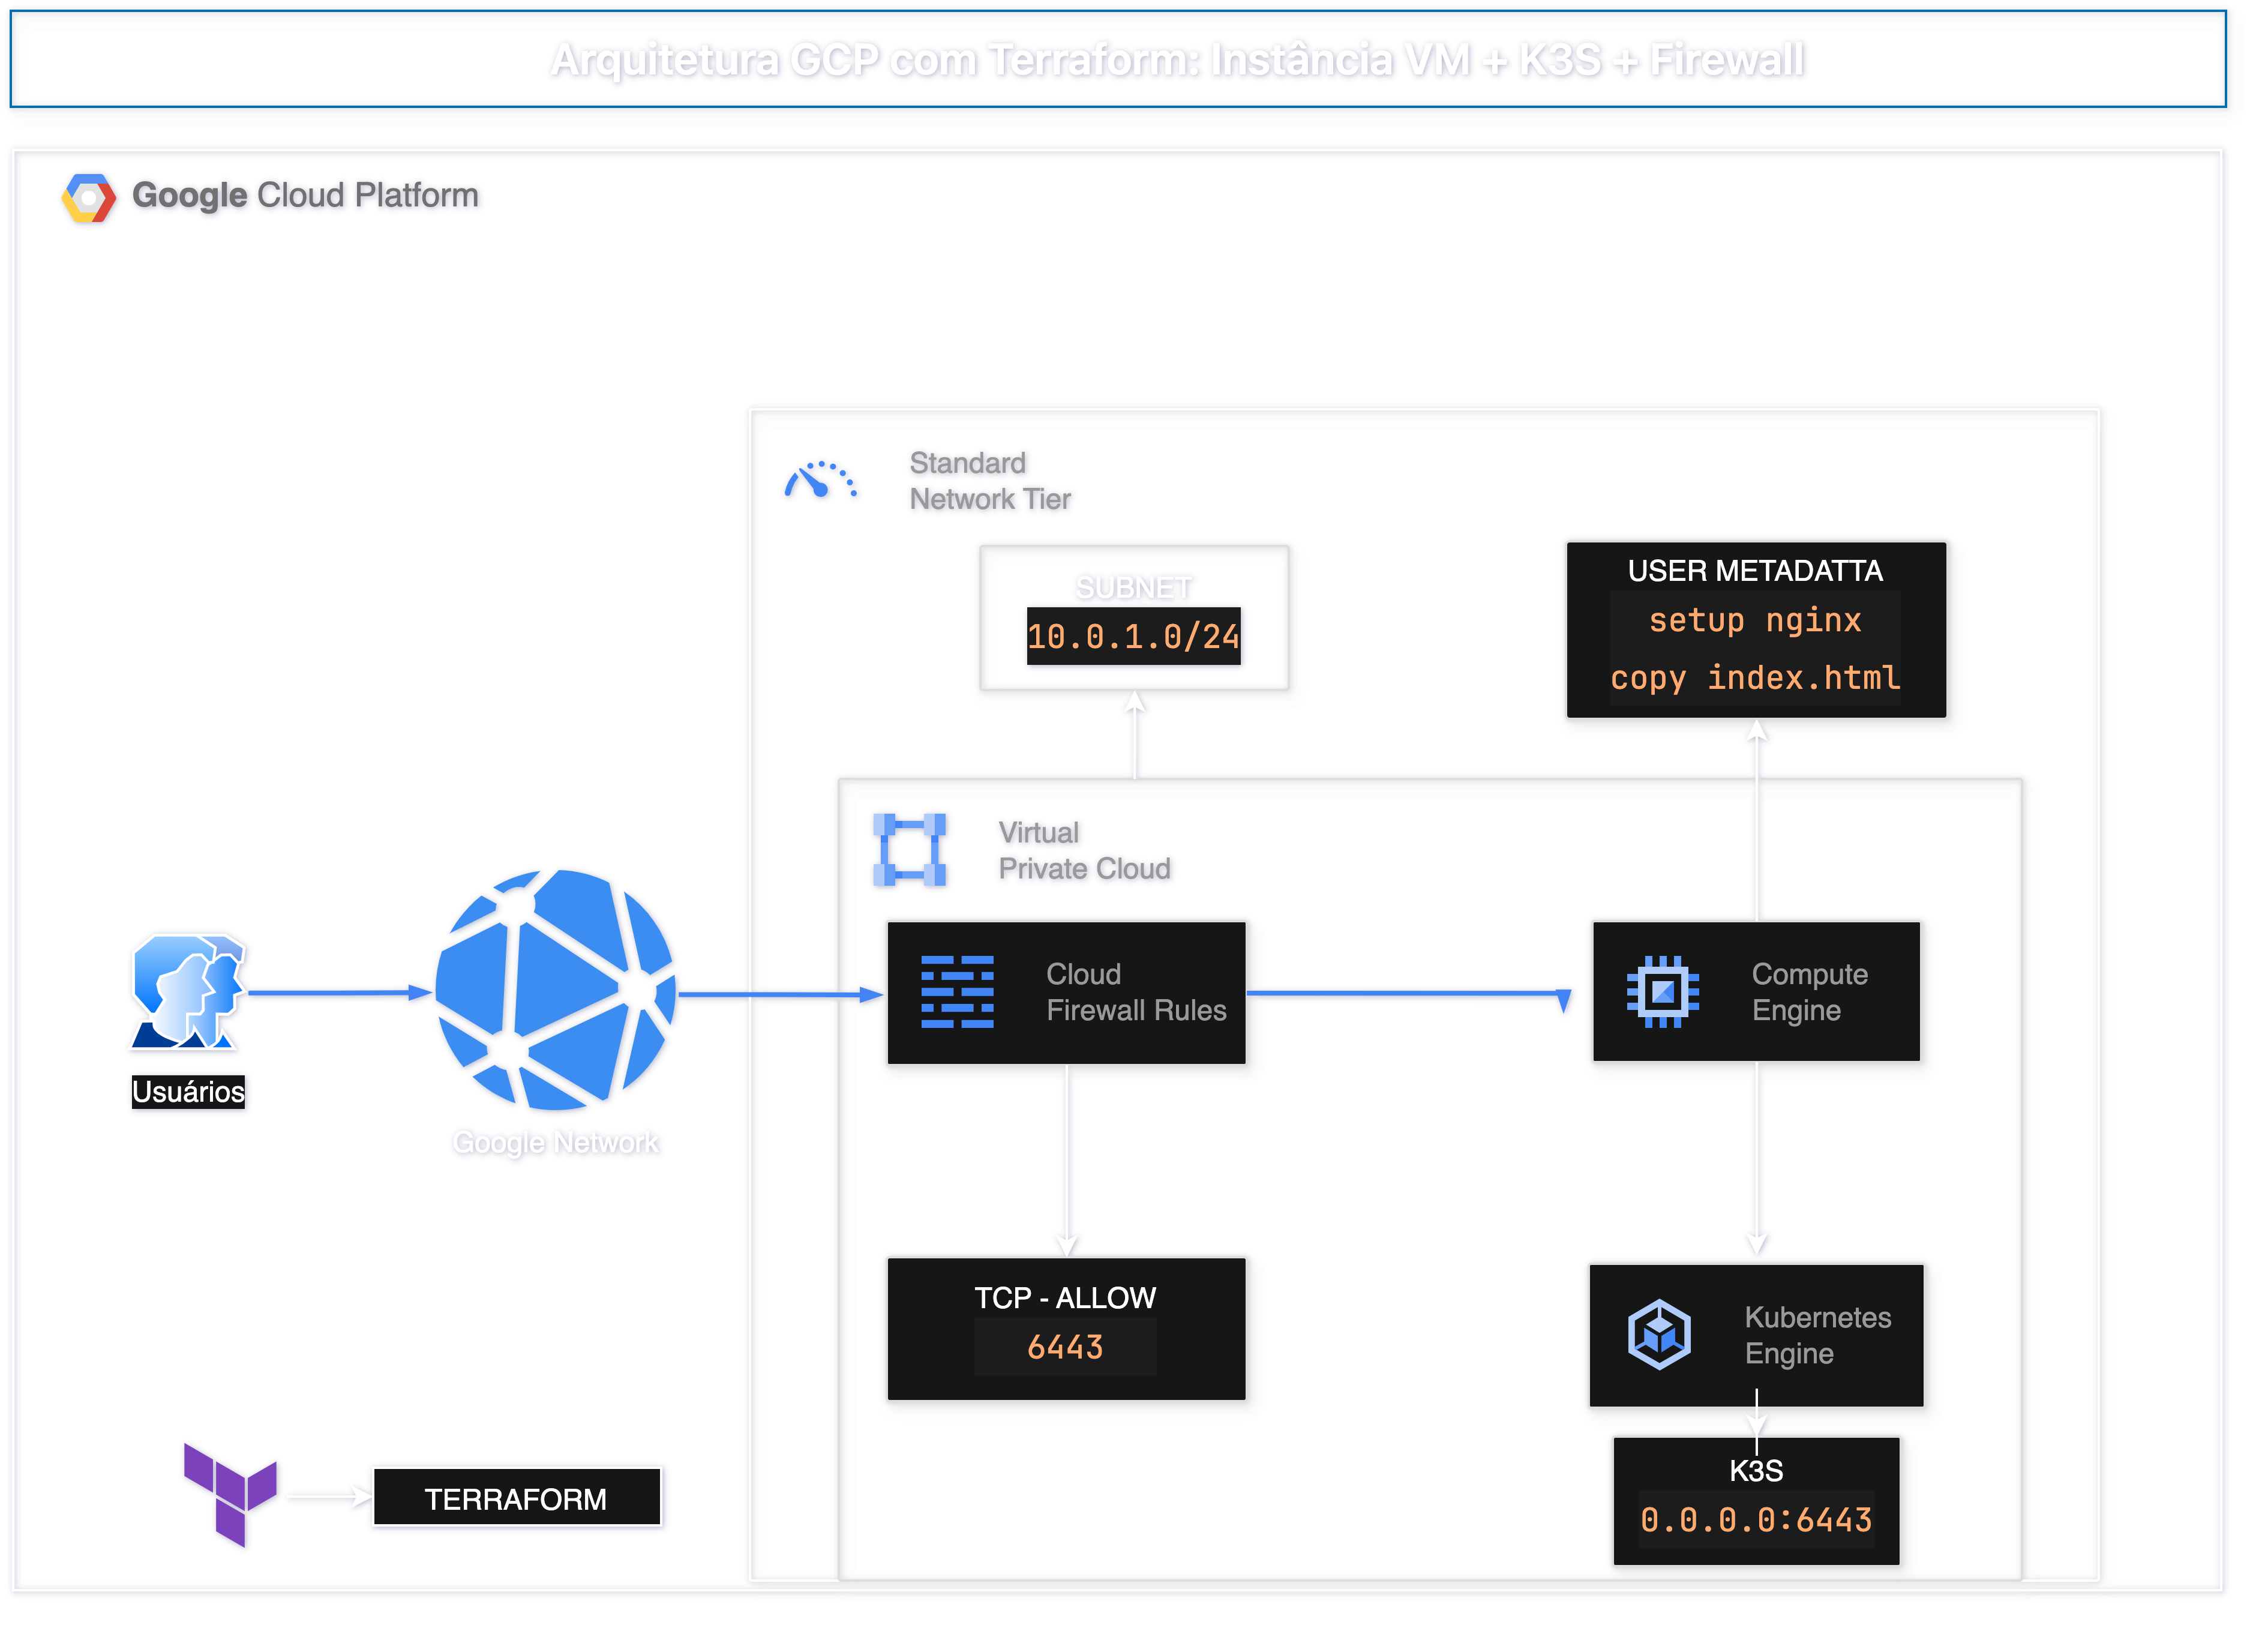 Arquitetura GCP com Terraform: Instância VM + K3S + Firewall
Google Cloud Platform
Standard
Network Tier
SUBNET
10.0.1.0/24
USER METADATTA
setup nginx
copy index.html
Virtual
Private Cloud
Cloud
Firewall Rules
Compute
Engine
Usuários
Google Network
TCP - ALLOW
6443
Kubernetes
Engine
K3S
0.0.0.0:6443
TERRAFORM